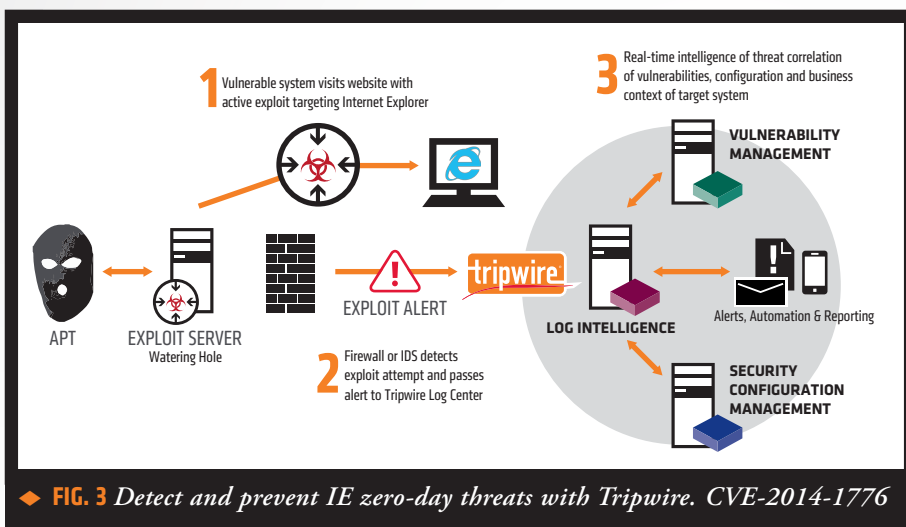 1
Vulnerable system visits website with
active exploit targeting Internet Explorer
3
Real-time intelligence of threat correlation
of vulnerabilities, configuration and business
context of target system
VULNERABILITY
MANAGEMENT
APT
EXPLOIT SERVER
Watering Hole
EXPLOIT ALERT
tripwire
LOG INTELLIGENCE
Alerts, Automation & Reporting
2
Firewall or IDS detects
exploit attempt and passes
alert to Tripwire Log Center
SECURITY
CONFIGURATION
MANAGEMENT
FIG. 3 Detect and prevent IE zero-day threats with Tripwire. CVE-2014-1776